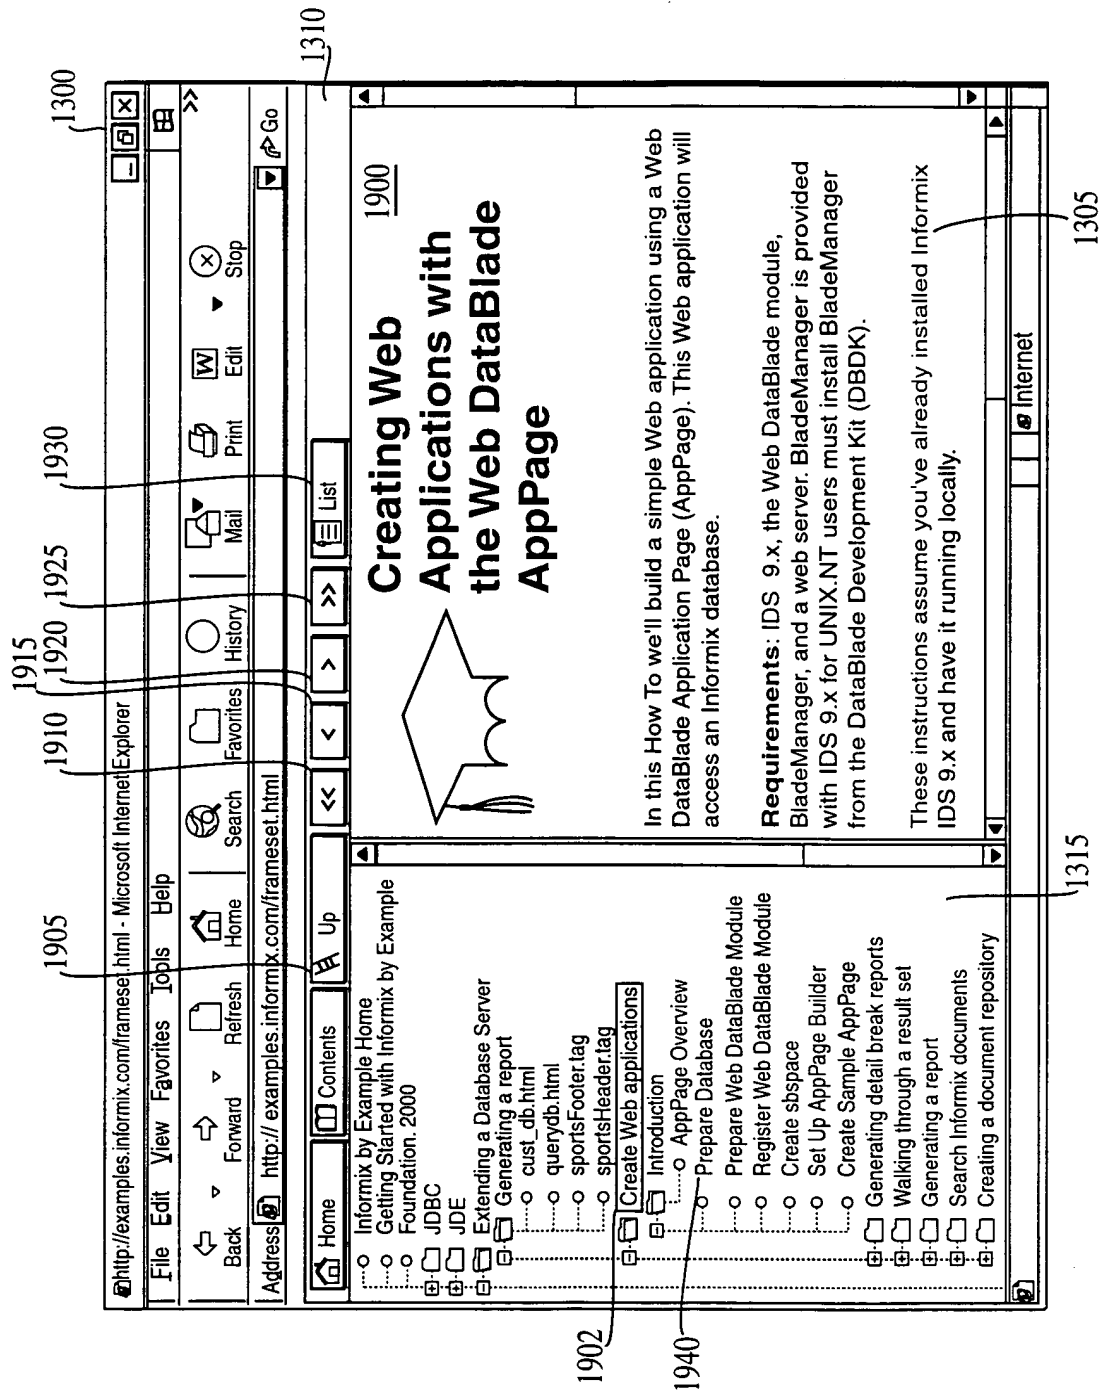 1300
http://examples.informix.com/frameset.html - Microsoft Internet Explorer
File Edit View Favorites Tools Help
Back Forward Refresh Home Search Favorites History Mail Print Edit Stop >>
Address http:// examples.informix.com/frameset.html Go
1905
1910
1915
1920
1925
1930
1310
Home Contents Up << < > >> List
Informix by Example Home
Getting Started with Informix by Example
Foundation. 2000
JDBC
JDE
Extending a Database Server
Generating a report
cust_db.html
querydb.html
sportsFooter.tag
sportsHeader.tag
Create Web applications
Introduction
AppPage Overview
Prepare Database
Prepare Web DataBlade Module
Register Web DataBlade Module
Create sbspace
Set Up AppPage Builder
Create Sample AppPage
Generating detail break reports
Walking through a result set
Generating a report
Search Informix documents
Creating a document repository
1902
1940
1315
1900
Creating Web
Applications with
the Web DataBlade
AppPage
In this How To we'll build a simple Web application using a Web
DataBlade Application Page (AppPage). This Web application will
access an Informix database.
Requirements: IDS 9.x, the Web DataBlade module,
BladeManager, and a web server. BladeManager is provided
with IDS 9.x for UNIX.NT users must install BladeManager
from the DataBlade Development Kit (DBDK).
These instructions assume you've already installed Informix
IDS 9.x and have it running locally.
1305
Internet